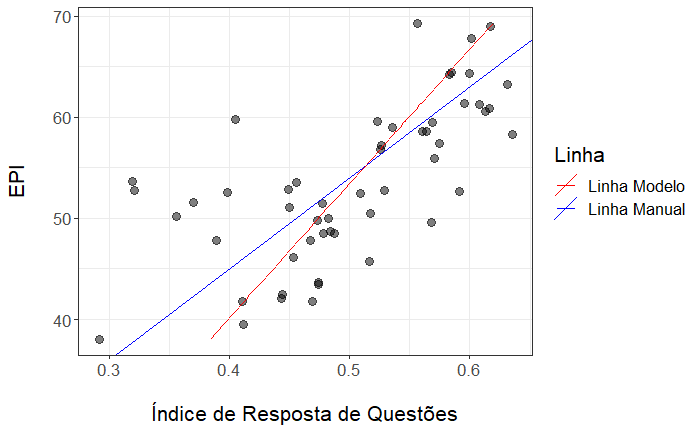 70
60
50
40
EPI
0.3
0.4
0.5
0.6
Índice de Resposta de Questões
Linha
Linha Modelo
Linha Manual